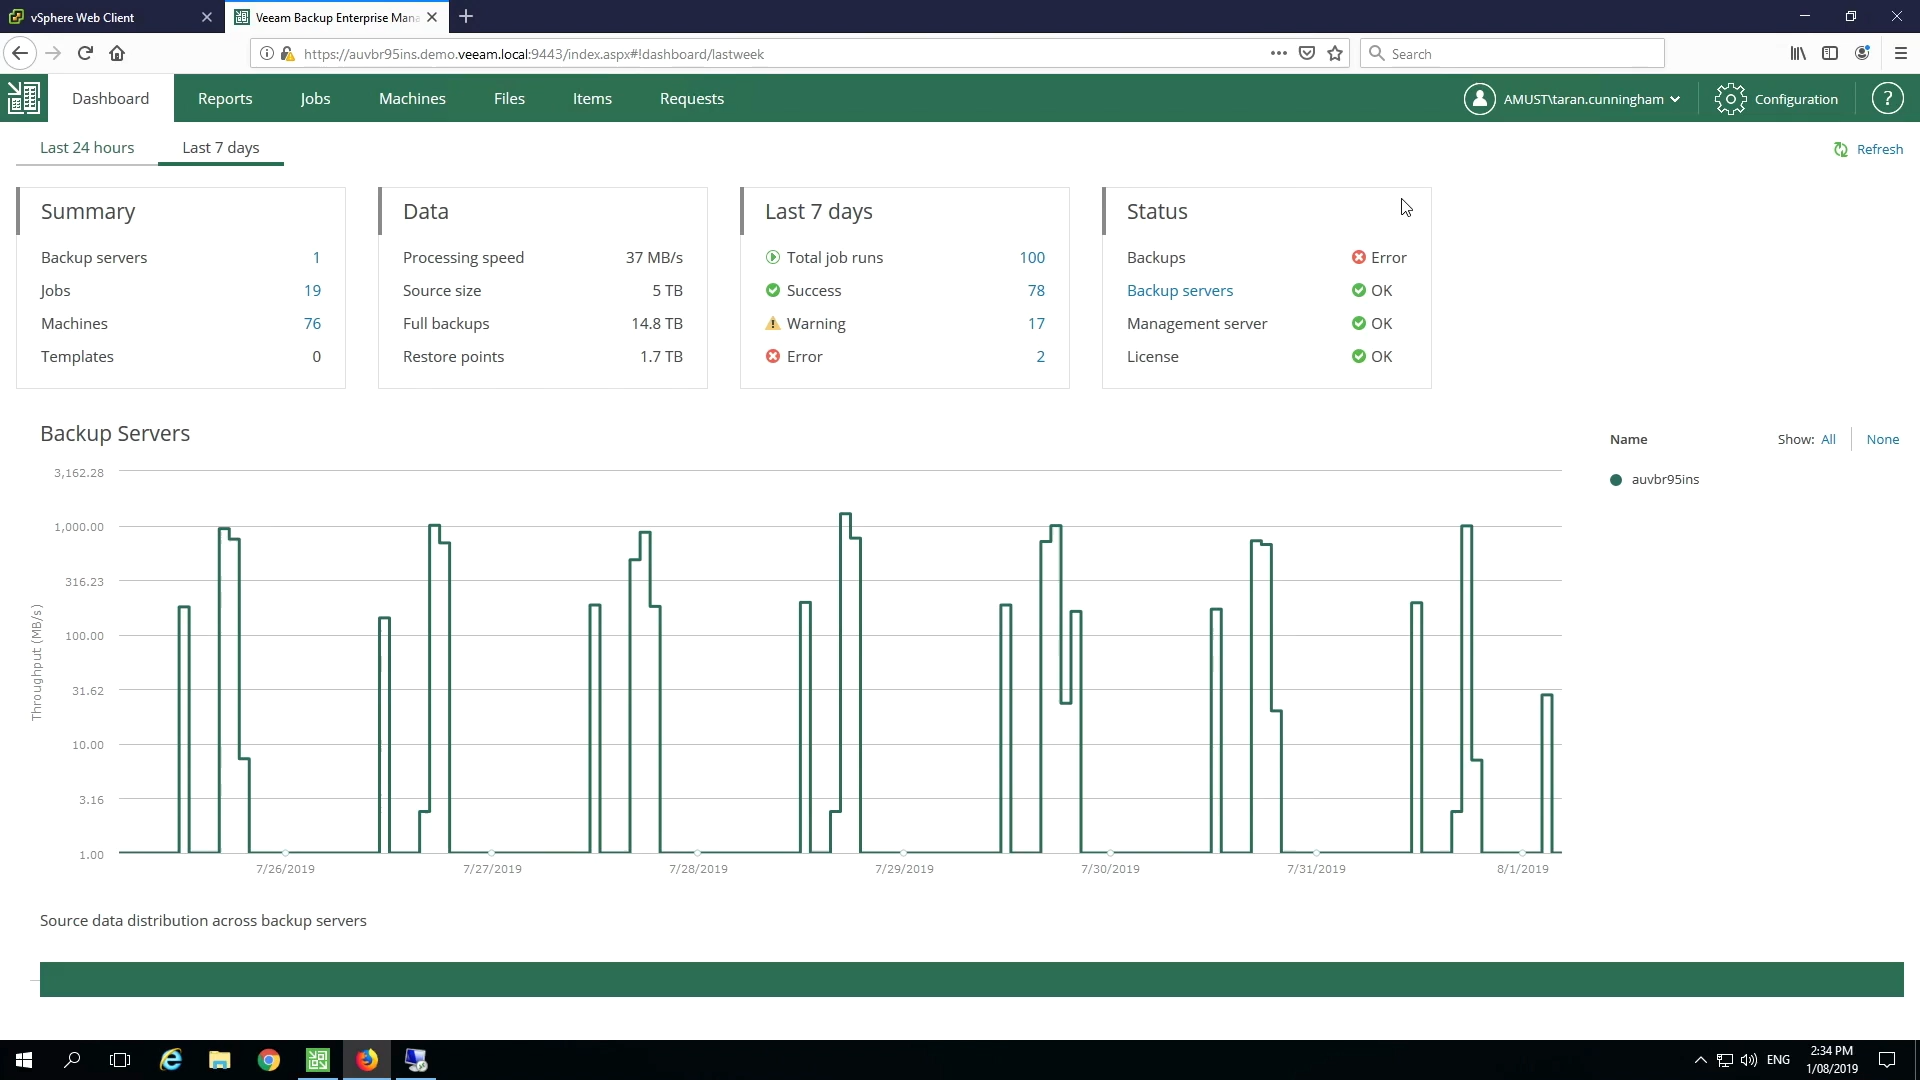 vSphere Web Client
Veeam Backup Enterprise Mana
https://auvbr95ins.demo.veeam.local:9443/index.aspx#!dashboard/lastweek
Search
Dashboard
Reports
Jobs
Machines
Files
Items
Requests
AMUST\taran.cunningham
Configuration
?
Last 24 hours
Last 7 days
Refresh
Summary
Backup servers 1
Jobs 19
Machines 76
Templates 0
Data
Processing speed 37 MB/s
Source size 5 TB
Full backups 14.8 TB
Restore points 1.7 TB
Last 7 days
Total job runs 100
Success 78
Warning 17
Error 2
Status
Backups Error
Backup servers OK
Management server OK
License OK
Backup Servers
Name
Show: All None
auvbr95ins
Throughput (MB/s)
3,162.28
1,000.00
316.23
100.00
31.62
10.00
3.16
1.00
7/26/2019 7/27/2019 7/28/2019 7/29/2019 7/30/2019 7/31/2019 8/1/2019
Source data distribution across backup servers
ENG
2:34 PM
1/08/2019